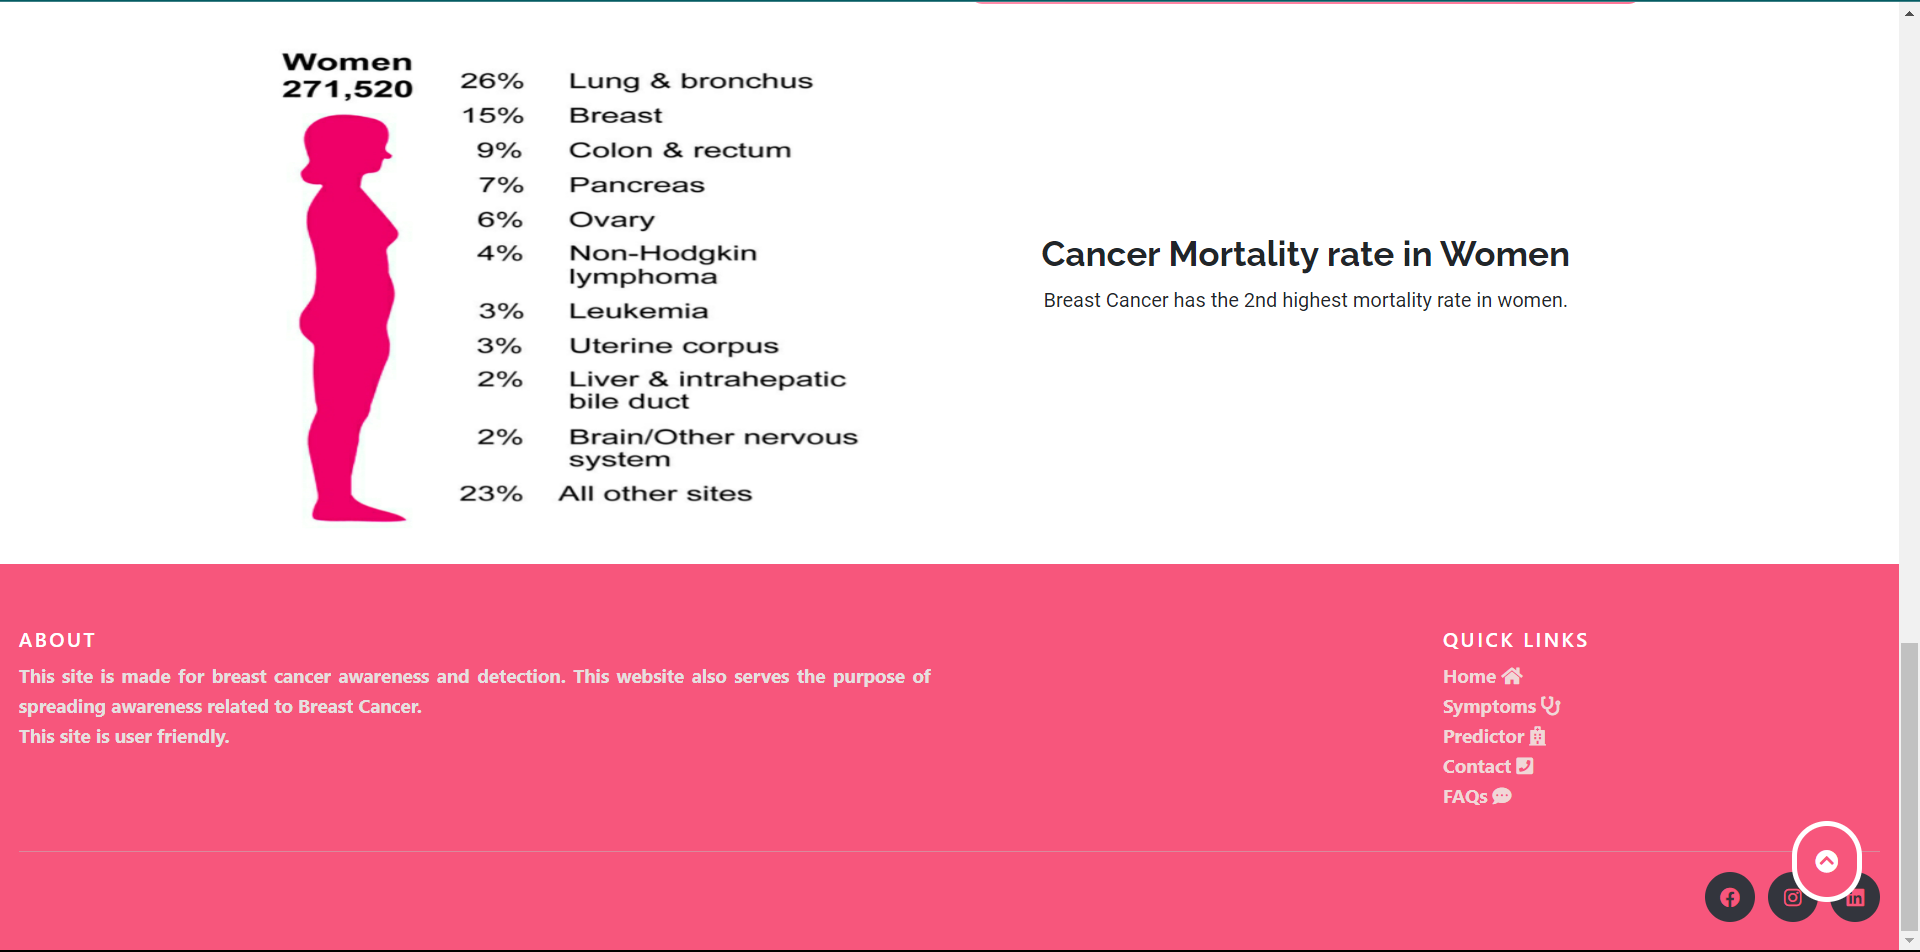 Women
271,520
26% Lung & bronchus
15% Breast
9% Colon & rectum
7% Pancreas
6% Ovary
4% Non-Hodgkin
lymphoma
3% Leukemia
3% Uterine corpus
2% Liver & intrahepatic
bile duct
2% Brain/Other nervous
system
23% All other sites
Cancer Mortality rate in Women
Breast Cancer has the 2nd highest mortality rate in women.
ABOUT
This site is made for breast cancer awareness and detection. This website also serves the purpose of
spreading awareness related to Breast Cancer.
This site is user friendly.
QUICK LINKS
Home
Symptoms
Predictor
Contact
FAQs